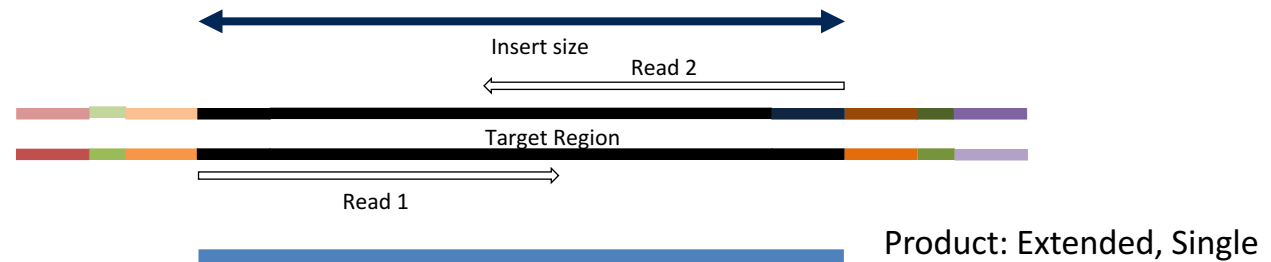 Insert size
Read 2
Target Region
Read 1
Product: Extended, Single